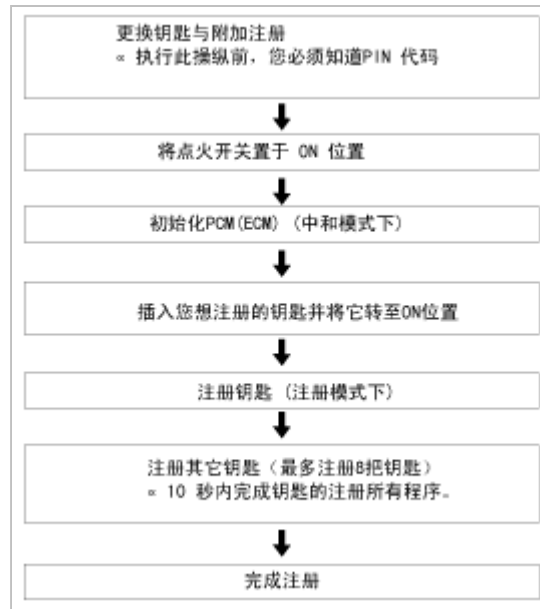 更换钥匙与附加注册
« 执行此操纵前，您必须知道PIN 代码
将点火开关置于 ON 位置
初始化PCM(ECM) (中和模式下)
插入您想注册的钥匙并将它转至ON位置
注册钥匙 (注册模式下)
注册其它钥匙（最多注册8把钥匙）
« 10 秒内完成钥匙的注册所有程序。
完成注册